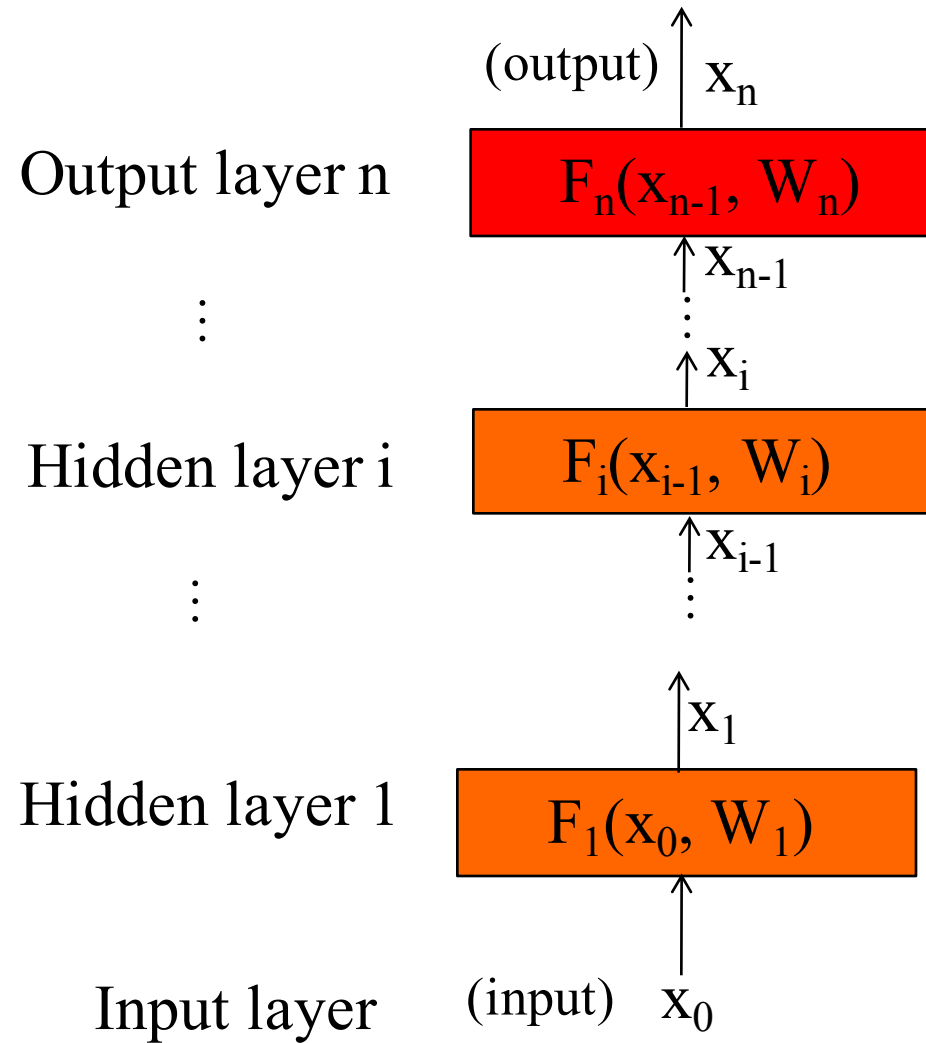 (output) xₙ
Output layer n Fₙ(xₙ₋₁, Wₙ)
xₙ₋₁
⋮ ⋮
xᵢ
Hidden layer i Fᵢ(xᵢ₋₁, Wᵢ)
xᵢ₋₁
⋮ ⋮
x₁
Hidden layer 1 F₁(x₀, W₁)
Input layer (input) x₀